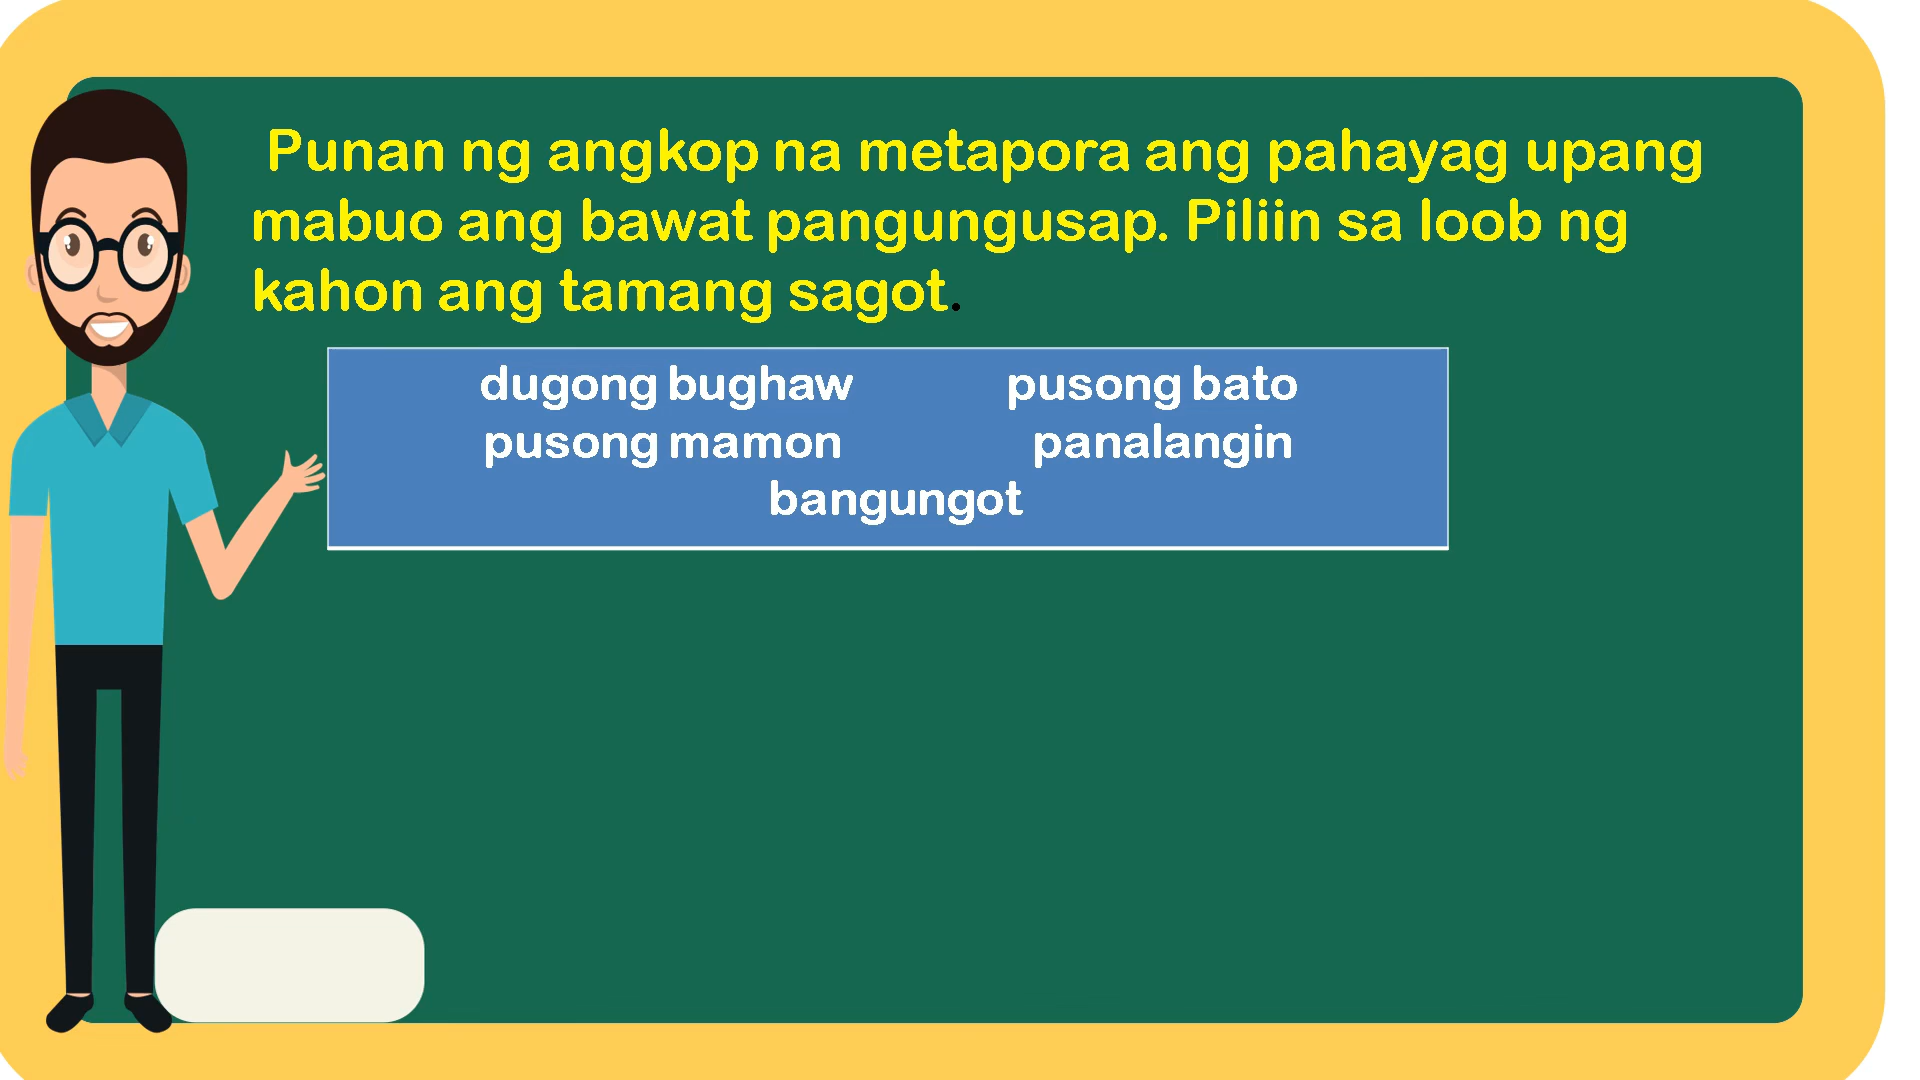 Punan ng angkop na metapora ang pahayag upang
mabuo ang bawat pangungusap. Piliin sa loob ng
kahon ang tamang sagot.
dugong bughaw pusong bato
pusong mamon panalangin
bangungot